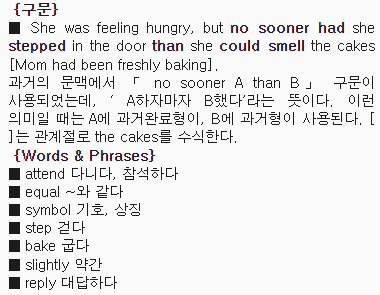 {구문}
■ She was feeling hungry, but no sooner had she
stepped in the door than she could smell the cakes
[Mom had been freshly baking].
과거의 문맥에서 「 no sooner A than B」 구문이
사용되었는데, ‘ A하자마자 B했다’라는 뜻이다. 이런
의미일 때는 A에 과거완료형이, B에 과거형이 사용된다. [
]는 관계절로 the cakes를 수식한다.
{Words & Phrases}
■ attend 다니다, 참석하다
■ equal ~와 같다
■ symbol 기호, 상징
■ step 걷다
■ bake 굽다
■ slightly 약간
■ reply 대답하다